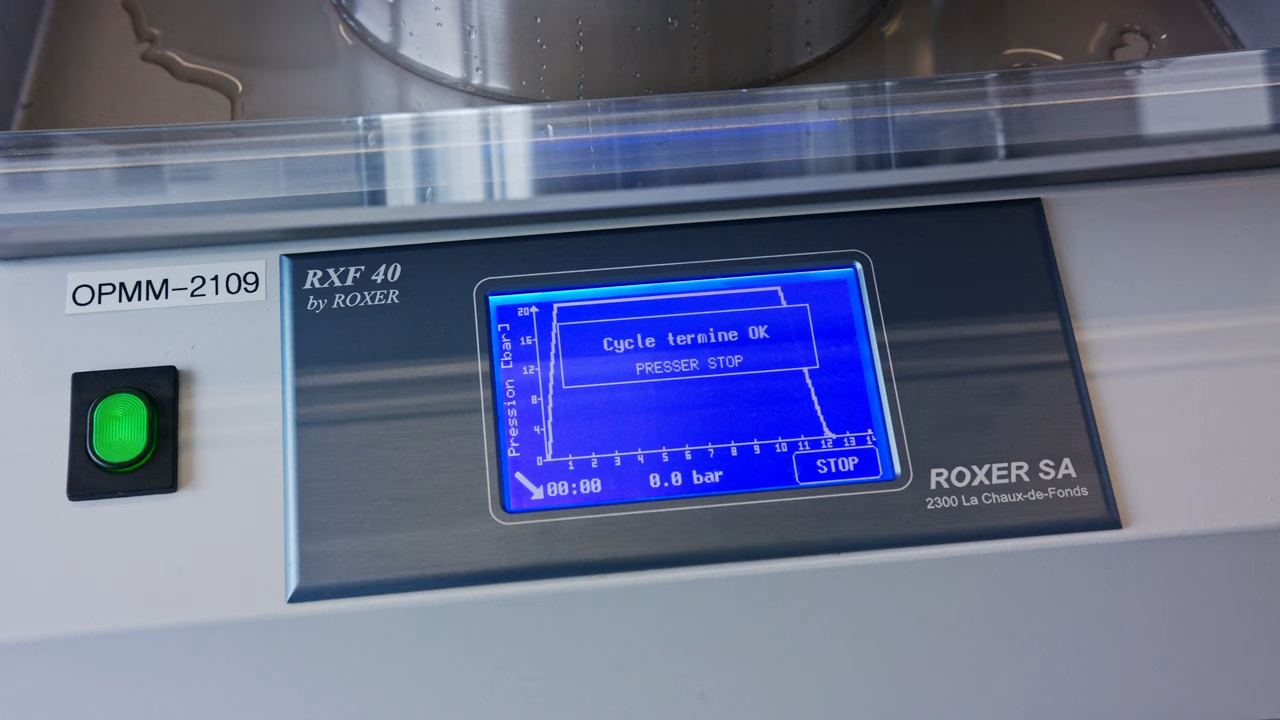 OPMM-2109
RXF 40
by ROXER
Pression [bar]
20
16
12
8
4
0
Cycle termine OK
PRESSER STOP
1 2 3 4 5 6 7 8 9 10 11 12 13
00:00
0.0 bar
STOP
ROXER SA
2300 La Chaux-de-Fonds